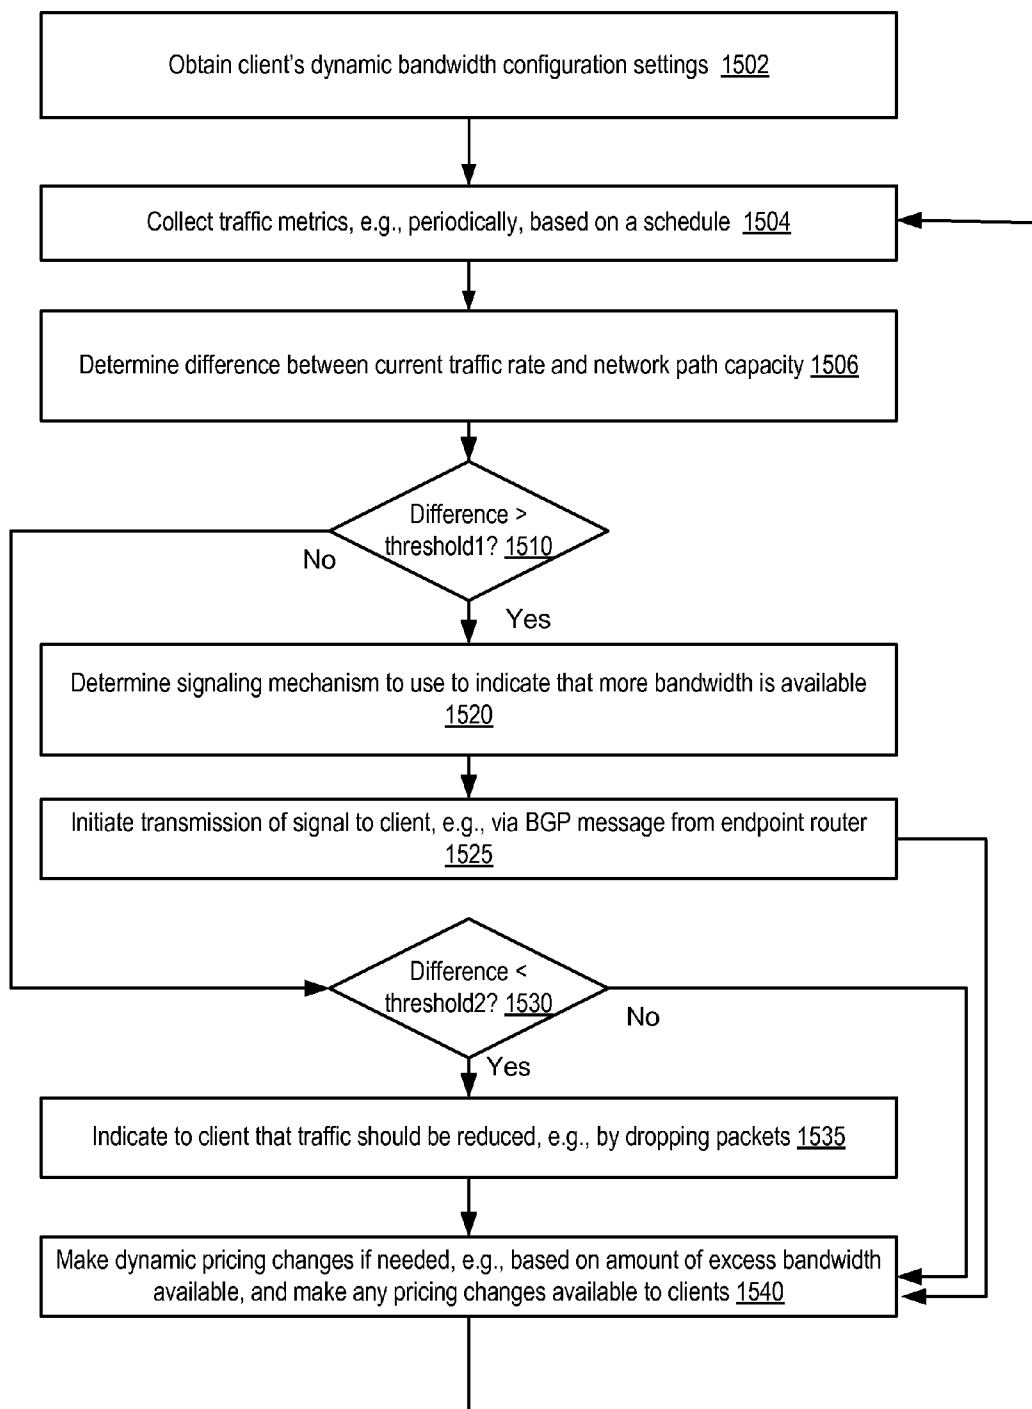 Obtain client's dynamic bandwidth configuration settings 1502
Collect traffic metrics, e.g., periodically, based on a schedule 1504
Determine difference between current traffic rate and network path capacity 1506
Difference >
threshold1? 1510
No
Yes
Determine signaling mechanism to use to indicate that more bandwidth is available
1520
Initiate transmission of signal to client, e.g., via BGP message from endpoint router
1525
Difference <
threshold2? 1530
No
Yes
Indicate to client that traffic should be reduced, e.g., by dropping packets 1535
Make dynamic pricing changes if needed, e.g., based on amount of excess bandwidth
available, and make any pricing changes available to clients 1540